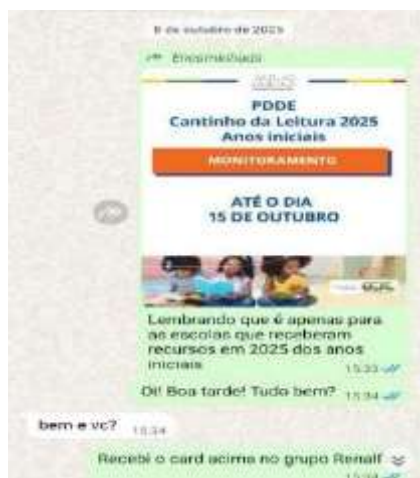 8 de outubro de 2025
Encaminhada
PDDE
Cantinho da Leitura 2025
Anos iniciais
MONITORAMENTO
ATÉ O DIA
15 DE OUTUBRO
Lembrando que é apenas para
as escolas que receberam
recursos em 2025 dos anos
iniciais
15:33
Oi! Boa tarde! Tudo bem? 15:34
bem e vc? 15:34
Recebi o card acima no grupo Renalf
15:34